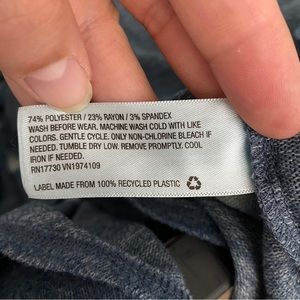 74% POLYESTER / 23% RAYON / 3% SPANDEX
WASH BEFORE WEAR. MACHINE WASH COLD WITH LIKE
COLORS. GENTLE CYCLE. ONLY NON-CHLORINE BLEACH IF
NEEDED. TUMBLE DRY LOW. REMOVE PROMPTLY. COOL
IRON IF NEEDED.
RN17730 VN1974109
LABEL MADE FROM 100% RECYCLED PLASTIC